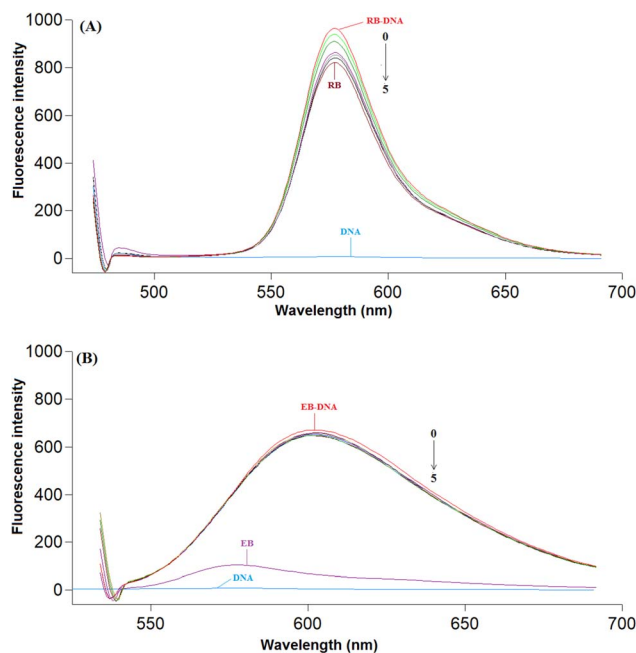 (A)
RB-DNA
0
5
RB
DNA
1000
800
600
400
200
0
Fluorescence intensity
500
550
600
650
700
Wavelength (nm)
(B)
EB-DNA
0
5
EB
DNA
1000
800
600
400
200
0
Fluorescence intensity
550
600
650
700
Wavelength (nm)